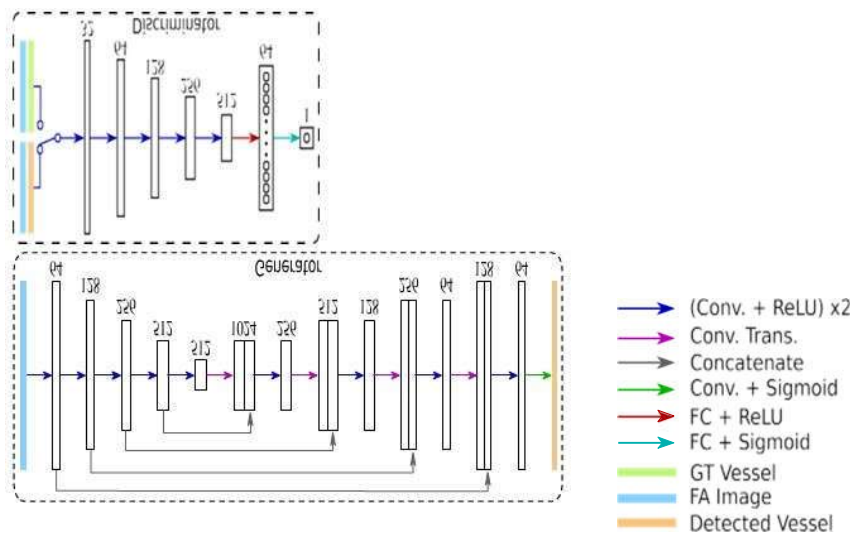 Discriminator
32
64
128
256
512
64
1
Generator
64
128
256
512
512
1024
256
512
128
256
64
128
64
(Conv. + ReLU) x2
Conv. Trans.
Concatenate
Conv. + Sigmoid
FC + ReLU
FC + Sigmoid
GT Vessel
FA Image
Detected Vessel